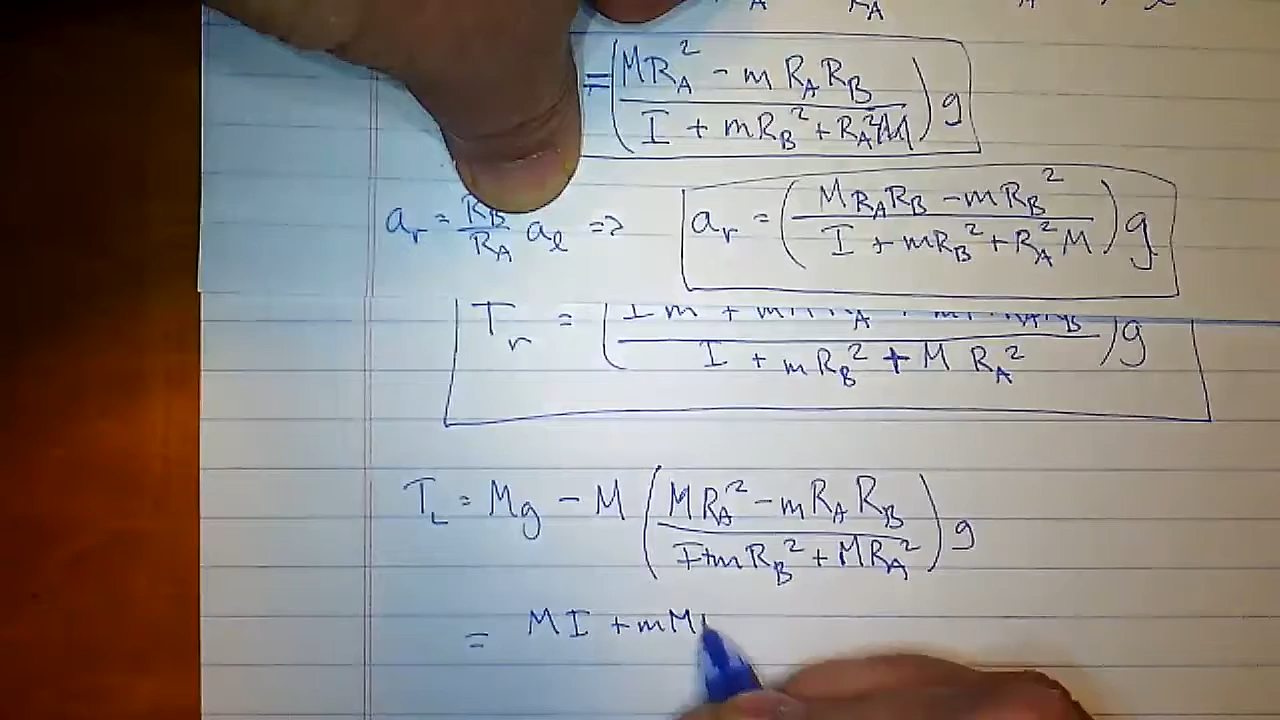 A R_A A , l
= (MR_A^2 - m R_A R_B / I + mR_B^2 + R_A^2 M) g
a_r = R_B / R_A a_l => a_r = (MR_A R_B - mR_B^2 / I + mR_B^2 + R_A^2 M) g
T_r = ( / I + mR_B^2 + M R_A^2) g
T_L = Mg - M (MR_A^2 - mR_A R_B / I+mR_B^2 + MR_A^2) g
= MI + mM